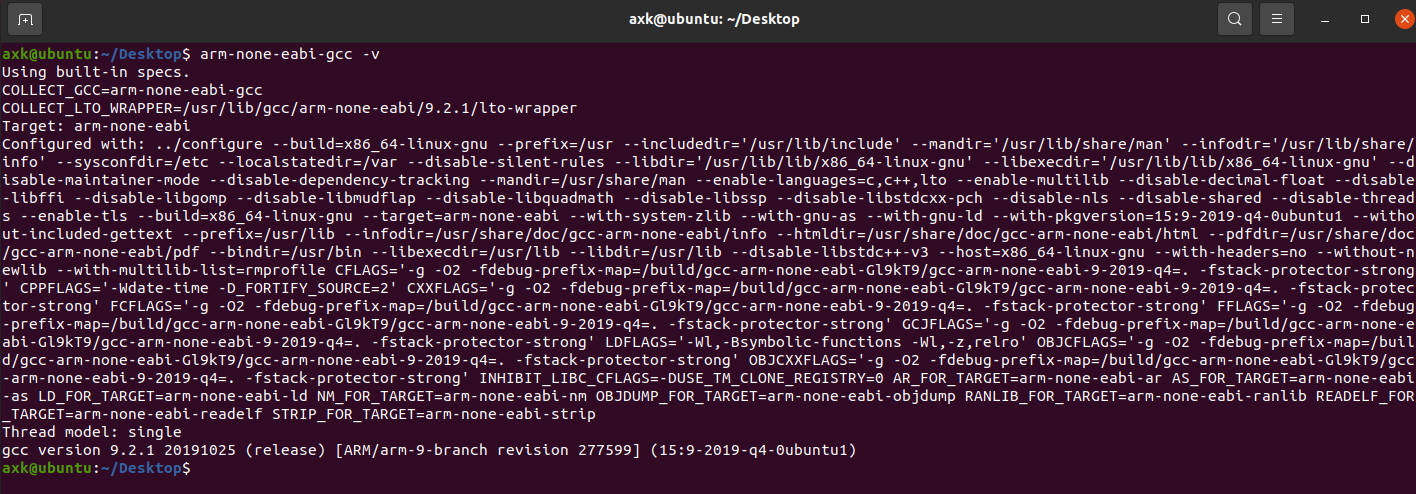 axk@ubuntu: ~/Desktop
axk@ubuntu:~/Desktop$ arm-none-eabi-gcc -v
Using built-in specs.
COLLECT_GCC=arm-none-eabi-gcc
COLLECT_LTO_WRAPPER=/usr/lib/gcc/arm-none-eabi/9.2.1/lto-wrapper
Target: arm-none-eabi
Configured with: ../configure --build=x86_64-linux-gnu --prefix=/usr --includedir='/usr/lib/include' --mandir='/usr/lib/share/man' --infodir='/usr/lib/share/
info' --sysconfdir=/etc --localstatedir=/var --disable-silent-rules --libdir='/usr/lib/lib/x86_64-linux-gnu' --libexecdir='/usr/lib/lib/x86_64-linux-gnu' --d
isable-maintainer-mode --disable-dependency-tracking --mandir=/usr/share/man --enable-languages=c,c++,lto --enable-multilib --disable-decimal-float --disable
-libffi --disable-libgomp --disable-libmudflap --disable-libquadmath --disable-libssp --disable-libstdcxx-pch --disable-nls --disable-shared --disable-thread
s --enable-tls --build=x86_64-linux-gnu --target=arm-none-eabi --with-system-zlib --with-gnu-as --with-gnu-ld --with-pkgversion=15:9-2019-q4-0ubuntu1 --witho
ut-included-gettext --prefix=/usr/lib --infodir=/usr/share/doc/gcc-arm-none-eabi/info --htmldir=/usr/share/doc/gcc-arm-none-eabi/html --pdfdir=/usr/share/doc
/gcc-arm-none-eabi/pdf --bindir=/usr/bin --libexecdir=/usr/lib --libdir=/usr/lib --disable-libstdc++-v3 --host=x86_64-linux-gnu --with-headers=no --without-n
ewlib --with-multilib-list=rmprofile CFLAGS='-g -O2 -fdebug-prefix-map=/build/gcc-arm-none-eabi-Gl9kT9/gcc-arm-none-eabi-9-2019-q4=. -fstack-protector-strong
' CPPFLAGS='-Wdate-time -D_FORTIFY_SOURCE=2' CXXFLAGS='-g -O2 -fdebug-prefix-map=/build/gcc-arm-none-eabi-Gl9kT9/gcc-arm-none-eabi-9-2019-q4=. -fstack-protec
tor-strong' FCFLAGS='-g -O2 -fdebug-prefix-map=/build/gcc-arm-none-eabi-Gl9kT9/gcc-arm-none-eabi-9-2019-q4=. -fstack-protector-strong' FFLAGS='-g -O2 -fdebug
-prefix-map=/build/gcc-arm-none-eabi-Gl9kT9/gcc-arm-none-eabi-9-2019-q4=. -fstack-protector-strong' GCJFLAGS='-g -O2 -fdebug-prefix-map=/build/gcc-arm-none-e
abi-Gl9kT9/gcc-arm-none-eabi-9-2019-q4=. -fstack-protector-strong' LDFLAGS='-Wl,-Bsymbolic-functions -Wl,-z,relro' OBJCFLAGS='-g -O2 -fdebug-prefix-map=/buil
d/gcc-arm-none-eabi-Gl9kT9/gcc-arm-none-eabi-9-2019-q4=. -fstack-protector-strong' OBJCXXFLAGS='-g -O2 -fdebug-prefix-map=/build/gcc-arm-none-eabi-Gl9kT9/gcc
-arm-none-eabi-9-2019-q4=. -fstack-protector-strong' INHIBIT_LIBC_CFLAGS=-DUSE_TM_CLONE_REGISTRY=0 AR_FOR_TARGET=arm-none-eabi-ar AS_FOR_TARGET=arm-none-eabi
-as LD_FOR_TARGET=arm-none-eabi-ld NM_FOR_TARGET=arm-none-eabi-nm OBJDUMP_FOR_TARGET=arm-none-eabi-objdump RANLIB_FOR_TARGET=arm-none-eabi-ranlib READELF_FOR
_TARGET=arm-none-eabi-readelf STRIP_FOR_TARGET=arm-none-eabi-strip
Thread model: single
gcc version 9.2.1 20191025 (release) [ARM/arm-9-branch revision 277599] (15:9-2019-q4-0ubuntu1)
axk@ubuntu:~/Desktop$